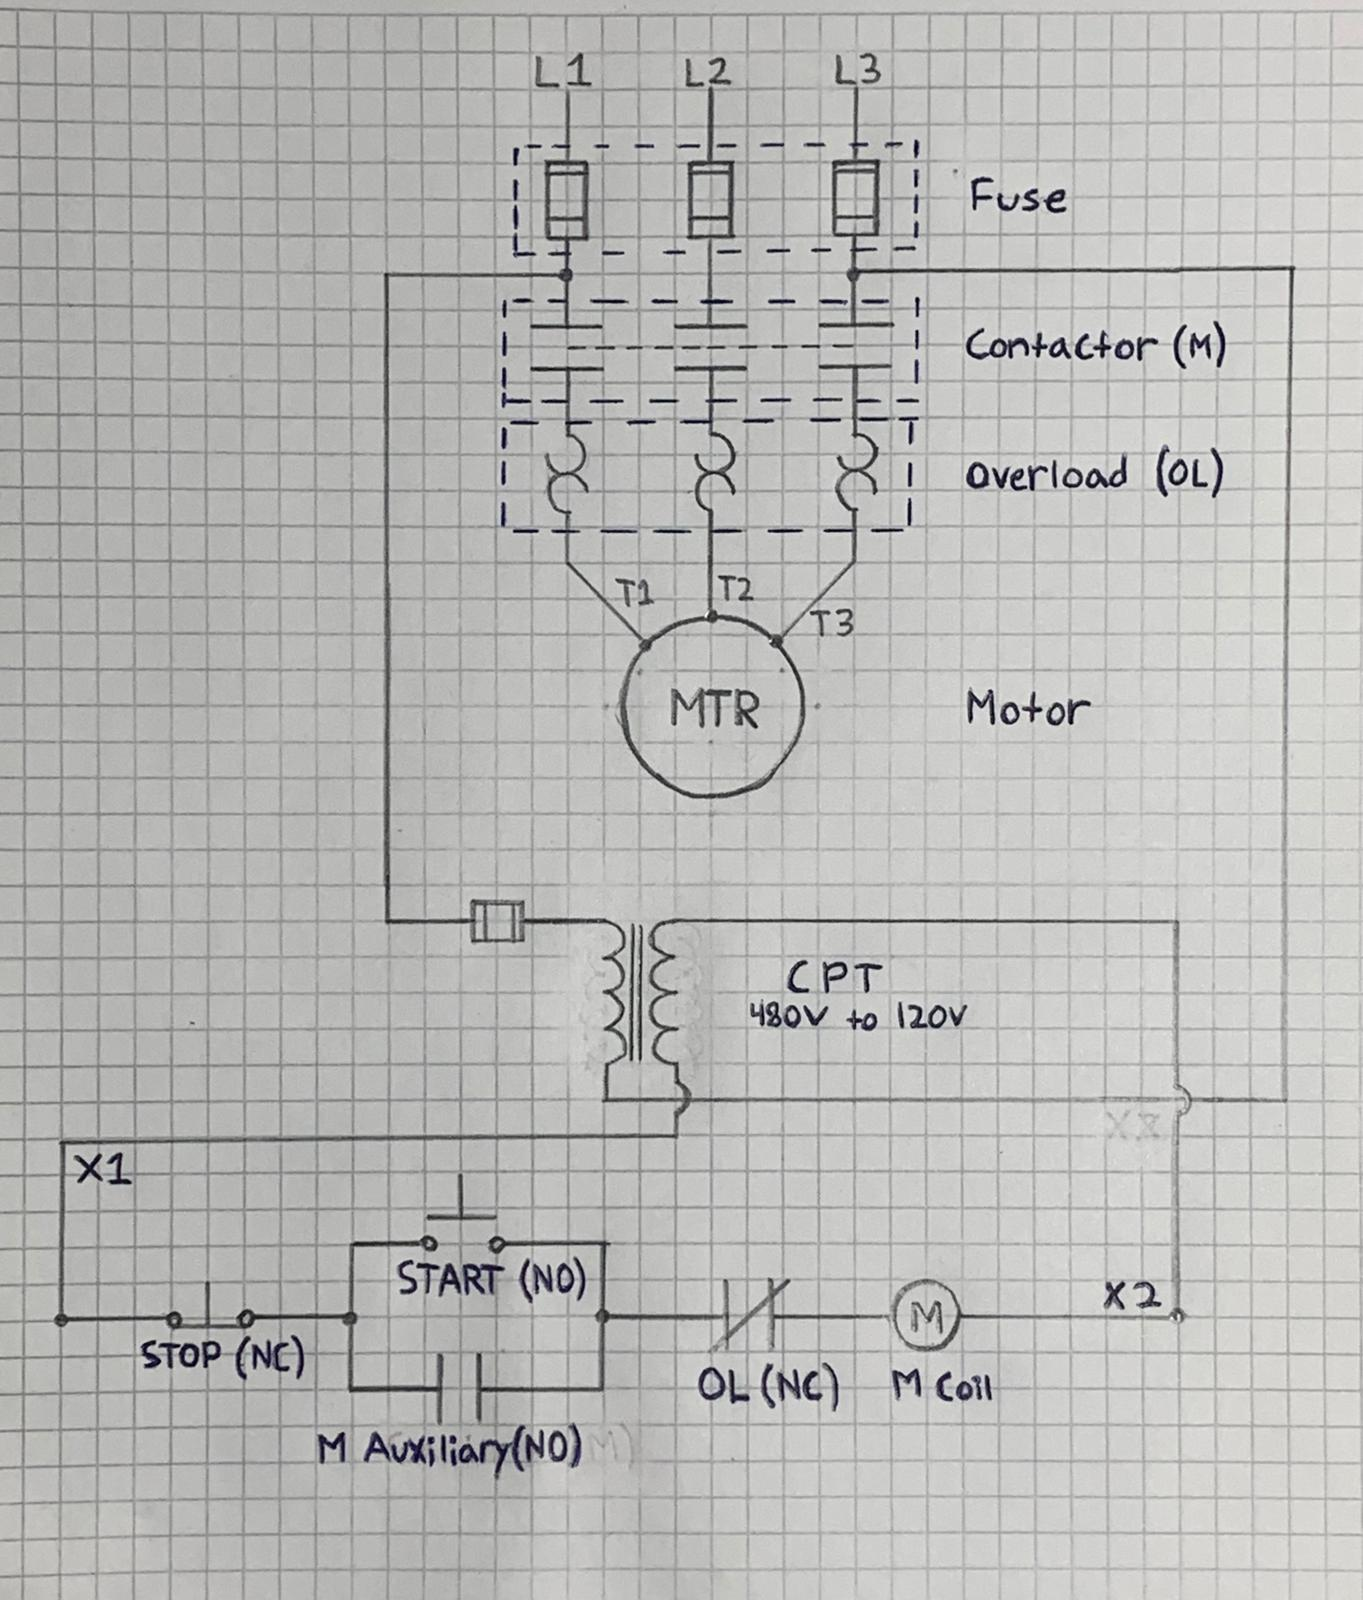 L1 L2 L3
Fuse
Contactor (M)
Overload (OL)
T1 T2
T3
MTR Motor
CPT
480V to 120V
X1
START (NO)
X2
M
STOP (NC)
OL (NC) M Coil
M Auxiliary(NO)